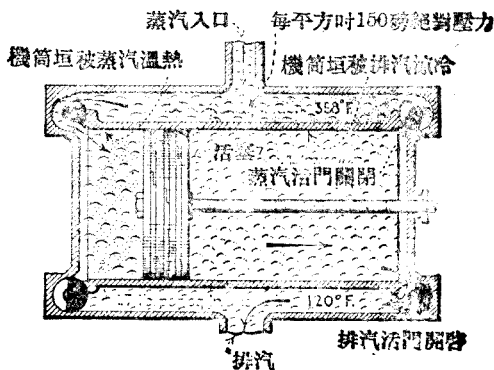 蒸汽入口
每平方吋150磅絕對壓力
機筒垣被蒸汽溫熱
機筒垣被排汽涼冷
358°F.
活塞
蒸汽活門關閉
120°F.
排汽活門開啓
排汽